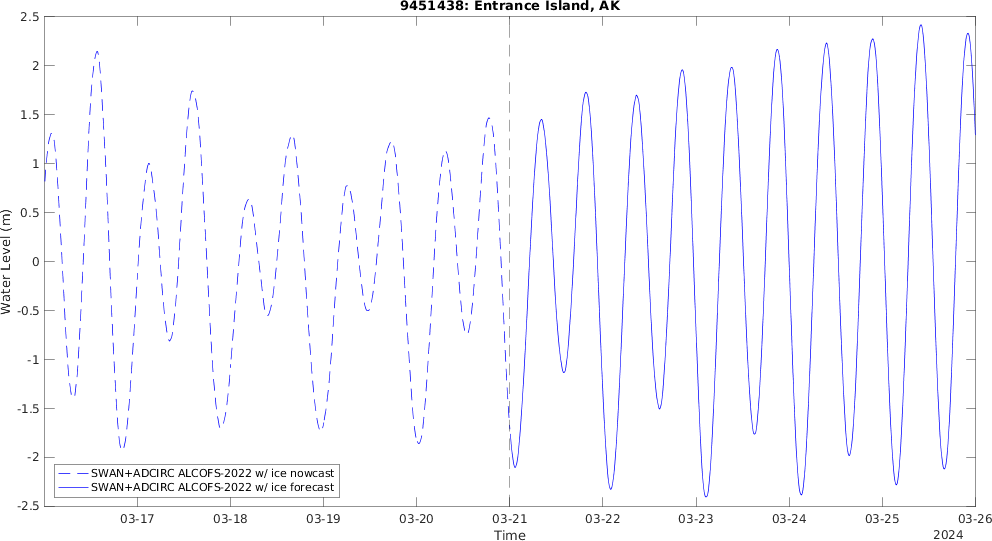 9451438: Entrance Island, AK
Water Level (m)
2.5
2
1.5
1
0.5
0
-0.5
-1
-1.5
-2
-2.5
SWAN+ADCIRC ALCOFS-2022 w/ ice nowcast
SWAN+ADCIRC ALCOFS-2022 w/ ice forecast
03-17 03-18 03-19 03-20 03-21 03-22 03-23 03-24 03-25 03-26
Time
2024